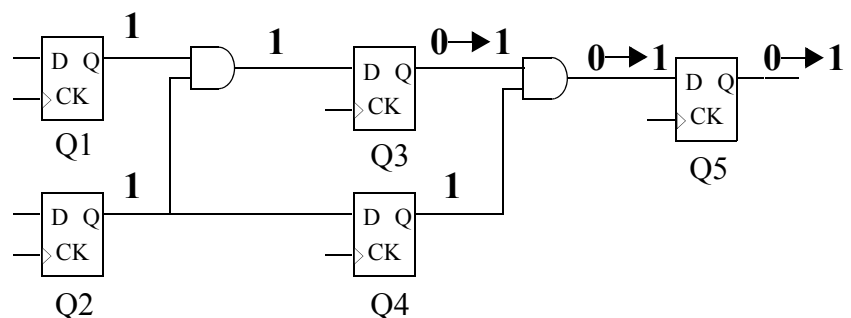 1 1 0→1 0→1 0→1
D Q D Q D Q
CK CK CK
Q1 Q3 Q5
1 1
D Q D Q
CK CK
Q2 Q4